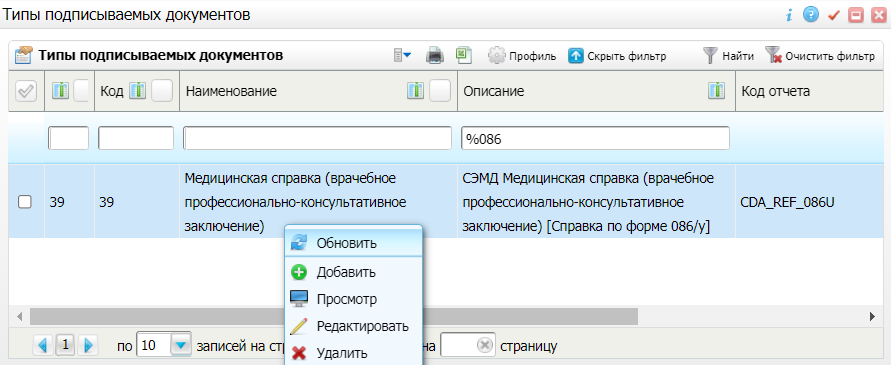 Типы подписываемых документов
Типы подписываемых документов Профиль Скрыть фильтр Найти Очистить фильтр
Код Наименование Описание Код отчета
%086
39 39 Медицинская справка (врачебное профессионально-консультативное заключение) СЭМД Медицинская справка (врачебное профессионально-консультативное заключение) [Справка по форме 086/у] CDA_REF_086U
Обновить
Добавить
Просмотр
Редактировать
Удалить
1 по 10 записей на стр на страницу